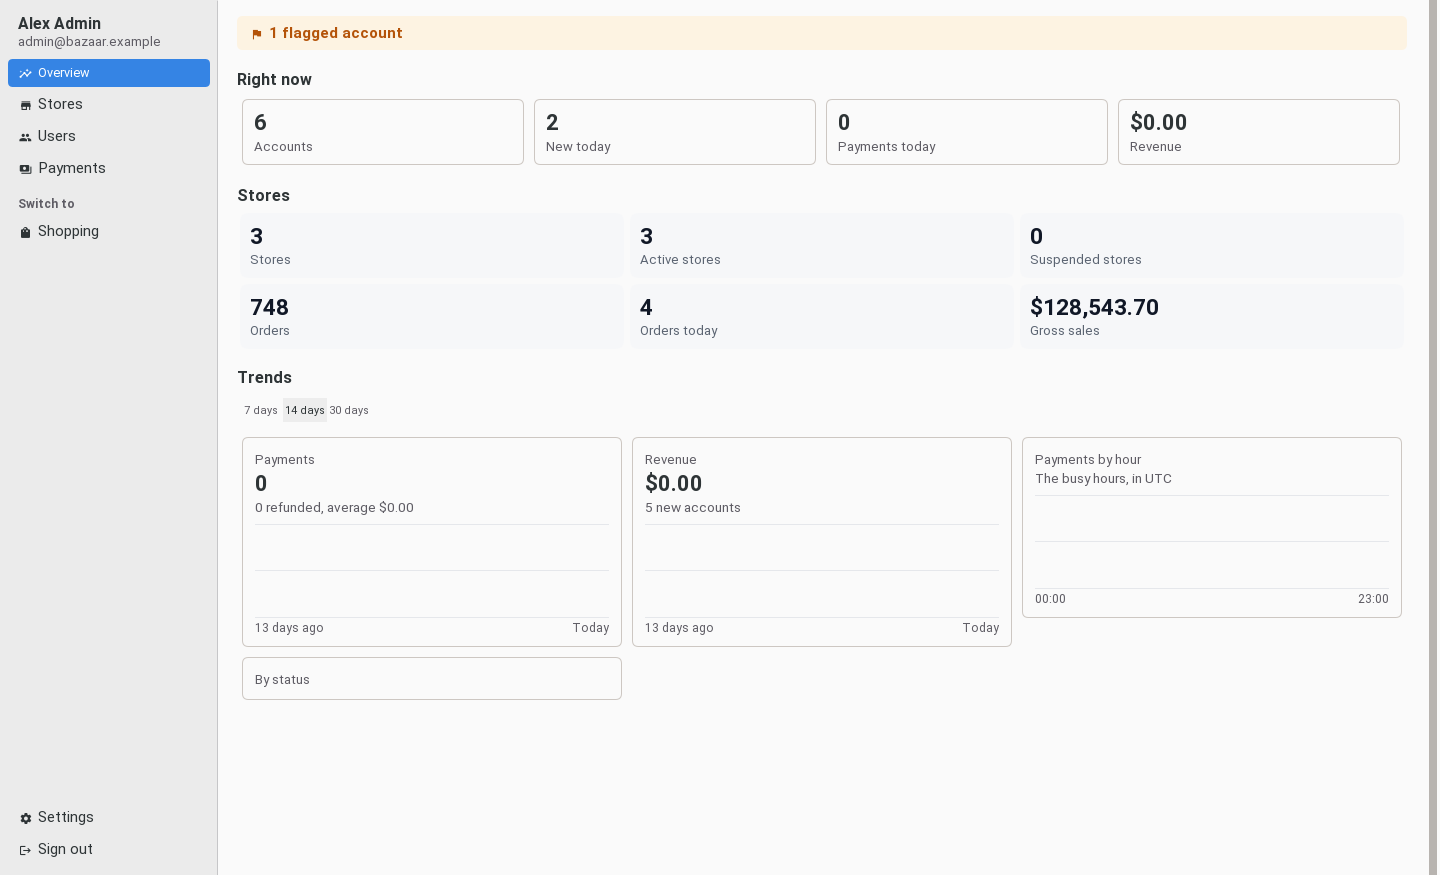 Alex Admin
admin@bazaar.example
Overview
Stores
Users
Payments
Switch to
Shopping
Settings
Sign out
1 flagged account
Right now
6
Accounts
2
New today
0
Payments today
$0.00
Revenue
Stores
3
Stores
3
Active stores
0
Suspended stores
748
Orders
4
Orders today
$128,543.70
Gross sales
Trends
7 days 14 days 30 days
Payments
0
0 refunded, average $0.00
13 days ago Today
Revenue
$0.00
5 new accounts
13 days ago Today
Payments by hour
The busy hours, in UTC
00:00 23:00
By status